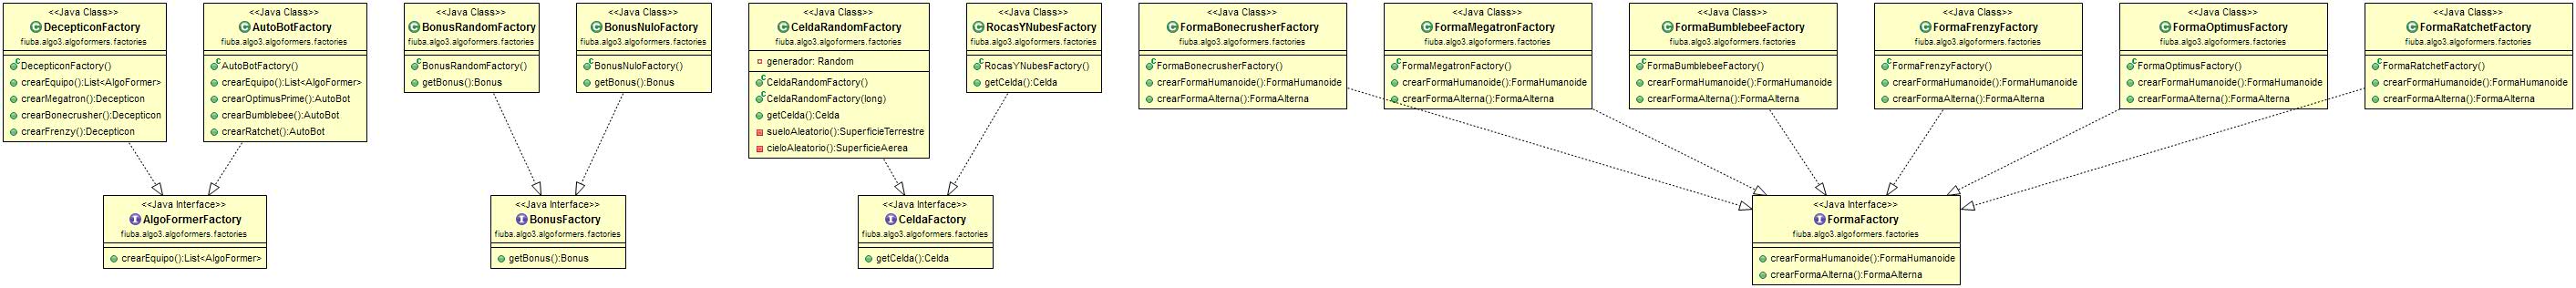 <<Java Class>>
DecepticonFactory
fiuba.algo3.algoformers.factories
DecepticonFactory()
crearEquipo():List<AlgoFormer>
crearMegatron():Decepticon
crearBonecrusher():Decepticon
crearFrenzy():Decepticon
<<Java Class>>
AutoBotFactory
fiuba.algo3.algoformers.factories
AutoBotFactory()
crearEquipo():List<AlgoFormer>
crearOptimusPrime():AutoBot
crearBumblebee():AutoBot
crearRatchet():AutoBot
<<Java Class>>
BonusRandomFactory
fiuba.algo3.algoformers.factories
BonusRandomFactory()
getBonus():Bonus
<<Java Class>>
BonusNuloFactory
fiuba.algo3.algoformers.factories
BonusNuloFactory()
getBonus():Bonus
<<Java Class>>
CeldaRandomFactory
fiuba.algo3.algoformers.factories
generador: Random
CeldaRandomFactory()
CeldaRandomFactory(long)
getCelda():Celda
sueloAleatorio():SuperficieTerrestre
cieloAleatorio():SuperficieAerea
<<Java Class>>
RocasYNubesFactory
fiuba.algo3.algoformers.factories
RocasYNubesFactory()
getCelda():Celda
<<Java Class>>
FormaBonecrusherFactory
fiuba.algo3.algoformers.factories
FormaBonecrusherFactory()
crearFormaHumanoide():FormaHumanoide
crearFormaAlterna():FormaAlterna
<<Java Class>>
FormaMegatronFactory
fiuba.algo3.algoformers.factories
FormaMegatronFactory()
crearFormaHumanoide():FormaHumanoide
crearFormaAlterna():FormaAlterna
<<Java Class>>
FormaBumblebeeFactory
fiuba.algo3.algoformers.factories
FormaBumblebeeFactory()
crearFormaHumanoide():FormaHumanoide
crearFormaAlterna():FormaAlterna
<<Java Class>>
FormaFrenzyFactory
fiuba.algo3.algoformers.factories
FormaFrenzyFactory()
crearFormaHumanoide():FormaHumanoide
crearFormaAlterna():FormaAlterna
<<Java Class>>
FormaOptimusFactory
fiuba.algo3.algoformers.factories
FormaOptimusFactory()
crearFormaHumanoide():FormaHumanoide
crearFormaAlterna():FormaAlterna
<<Java Class>>
FormaRatchetFactory
fiuba.algo3.algoformers.factories
FormaRatchetFactory()
crearFormaHumanoide():FormaHumanoide
crearFormaAlterna():FormaAlterna
<<Java Interface>>
AlgoFormerFactory
fiuba.algo3.algoformers.factories
crearEquipo():List<AlgoFormer>
<<Java Interface>>
BonusFactory
fiuba.algo3.algoformers.factories
getBonus():Bonus
<<Java Interface>>
CeldaFactory
fiuba.algo3.algoformers.factories
getCelda():Celda
<<Java Interface>>
FormaFactory
fiuba.algo3.algoformers.factories
crearFormaHumanoide():FormaHumanoide
crearFormaAlterna():FormaAlterna